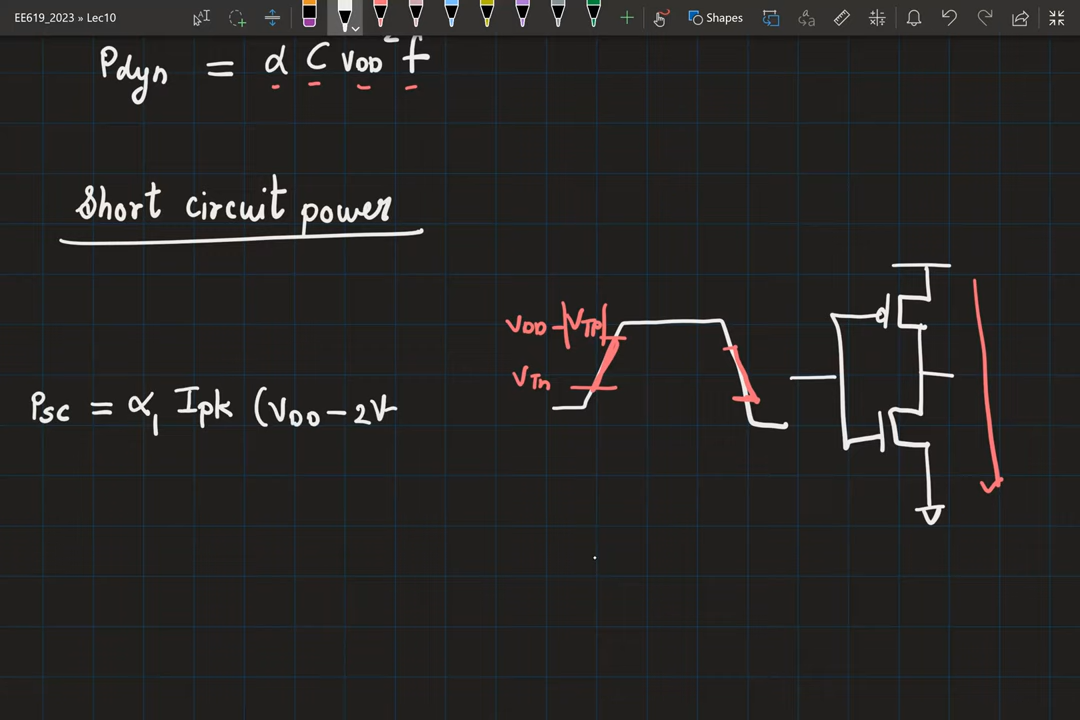 EE619_2023 » Lec10
Shapes
Pdyn = α C VDD² f
Short circuit power
VDD - |VTP|
VTn
Psc = α₁ Ipk (VDD - 2V